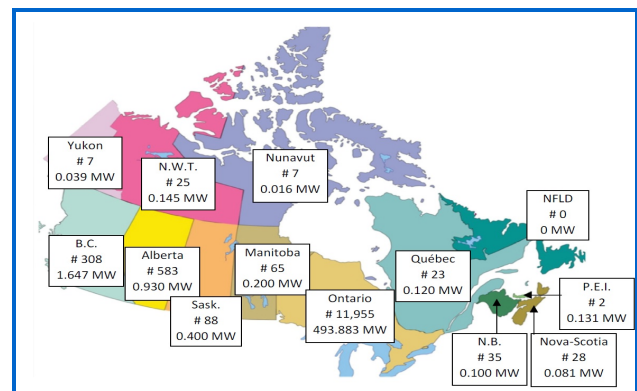 Yukon
# 7
0.039 MW
N.W.T.
# 25
0.145 MW
Nunavut
# 7
0.016 MW
NFLD
# 0
0 MW
B.C.
# 308
1.647 MW
Alberta
# 583
0.930 MW
Sask.
# 88
0.400 MW
Manitoba
# 65
0.200 MW
Ontario
# 11,955
493.883 MW
Québec
# 23
0.120 MW
P.E.I.
# 2
0.131 MW
N.B.
# 35
0.100 MW
Nova-Scotia
# 28
0.081 MW